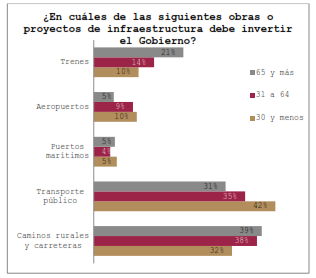 ¿En cuáles de las siguientes obras o
proyectos de infraestructura debe invertir
el Gobierno?
Trenes
21%
14%
10%
Aeropuertos
5%
9%
10%
Puertos
marítimos
5%
4%
5%
Transporte
público
31%
35%
42%
Caminos rurales
y carreteras
39%
38%
32%
65 y más
31 a 64
30 y menos